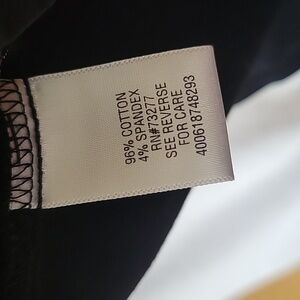 96% COTTON
4% SPANDEX
RN#73277
SEE REVERSE
FOR CARE
400618748293